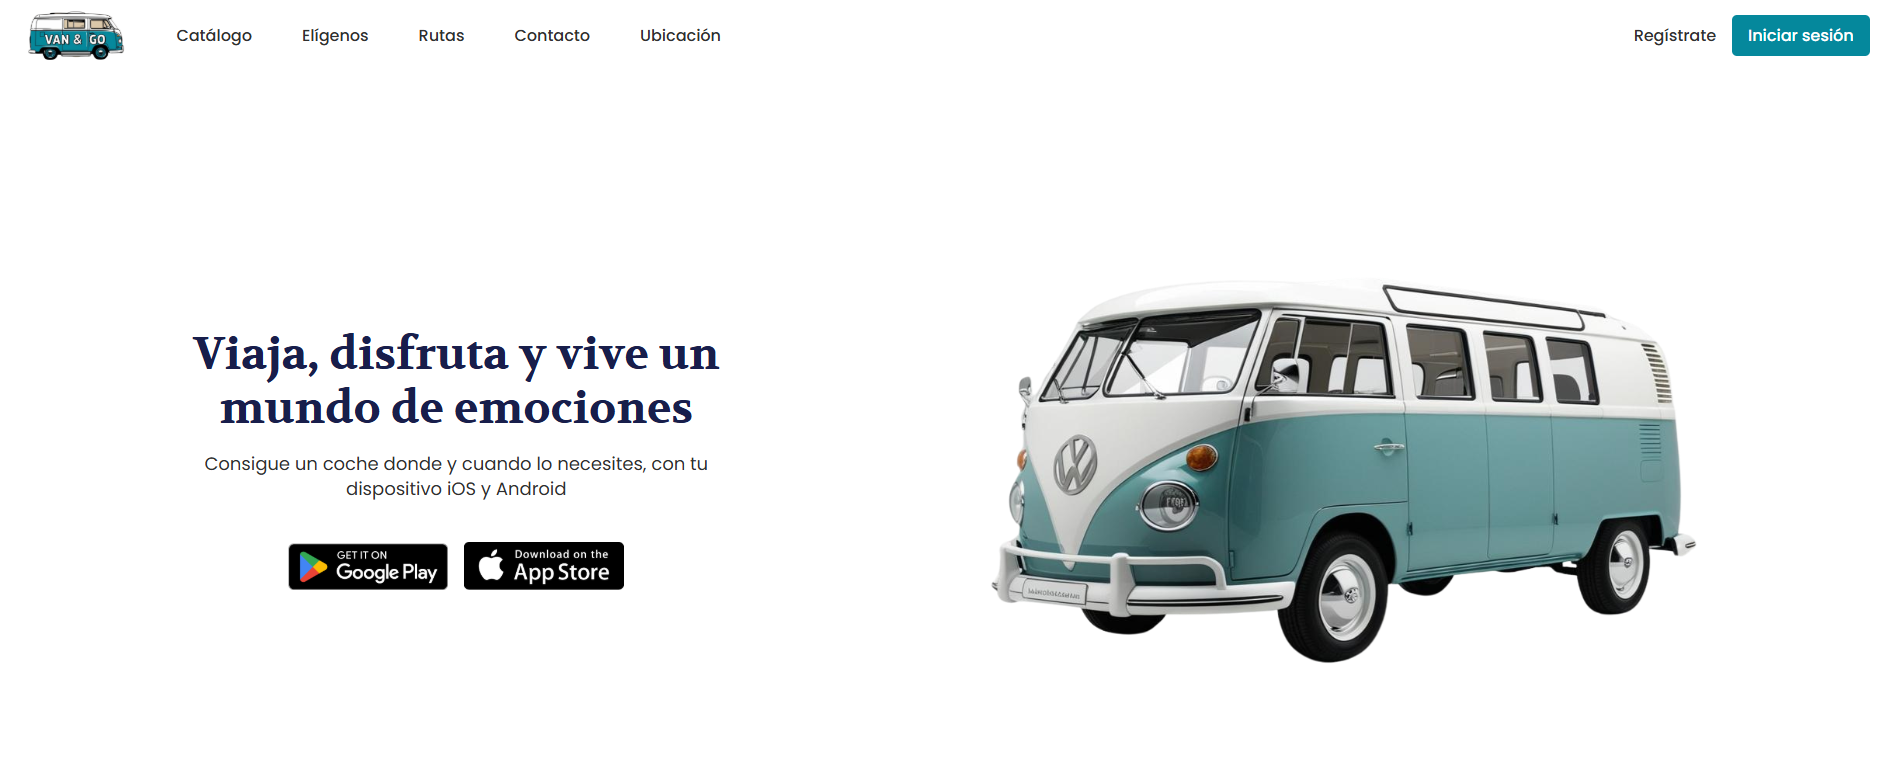 VAN & GO
Catálogo
Elígenos
Rutas
Contacto
Ubicación
Regístrate
Iniciar sesión
Viaja, disfruta y vive un
mundo de emociones
Consigue un coche donde y cuando lo necesites, con tu
dispositivo iOS y Android
GET IT ON
Google Play
Download on the
App Store